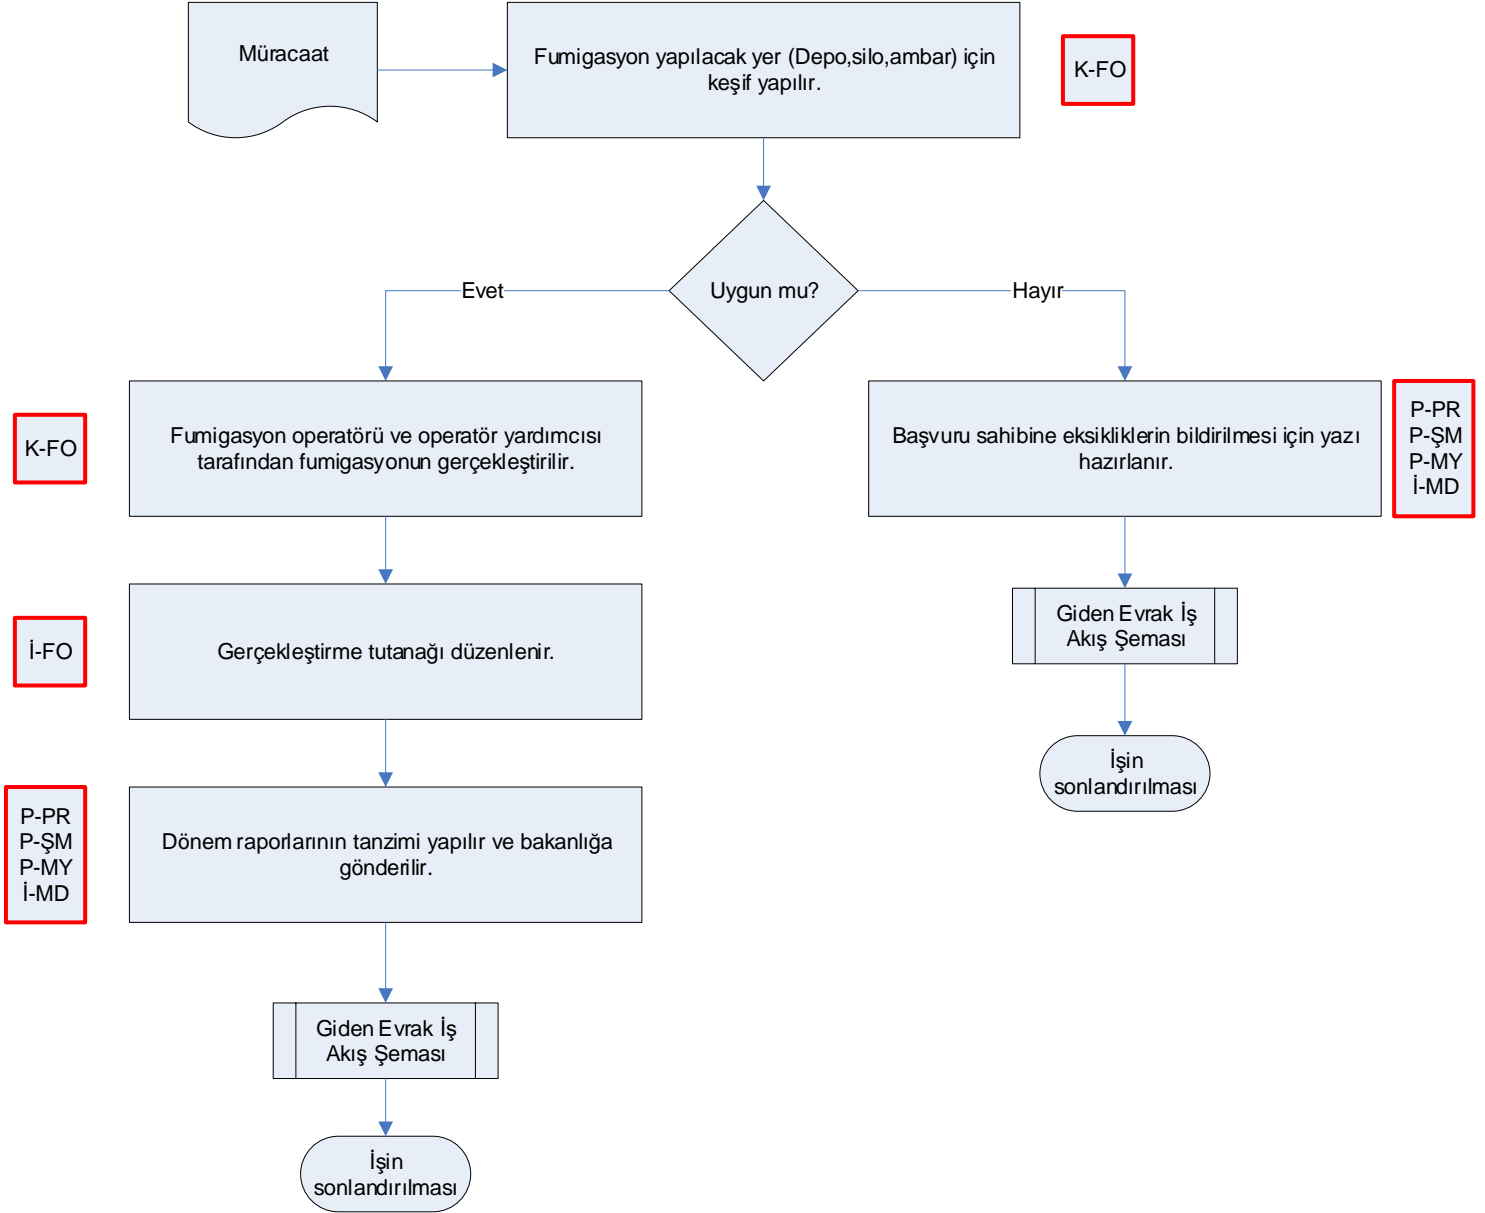 Müracaat
Fumigasyon yapılacak yer (Depo,silo,ambar) için
keşif yapılır.
K-FO
Uygun mu?
Evet
Hayır
K-FO
Fumigasyon operatörü ve operatör yardımcısı
tarafından fumigasyonun gerçekleştirilir.
Başvuru sahibine eksikliklerin bildirilmesi için yazı
hazırlanır.
P-PR
P-ŞM
P-MY
İ-MD
İ-FO
Gerçekleştirme tutanağı düzenlenir.
Giden Evrak İş
Akış Şeması
İşin
sonlandırılması
P-PR
P-ŞM
P-MY
İ-MD
Dönem raporlarının tanzimi yapılır ve bakanlığa
gönderilir.
Giden Evrak İş
Akış Şeması
İşin
sonlandırılması